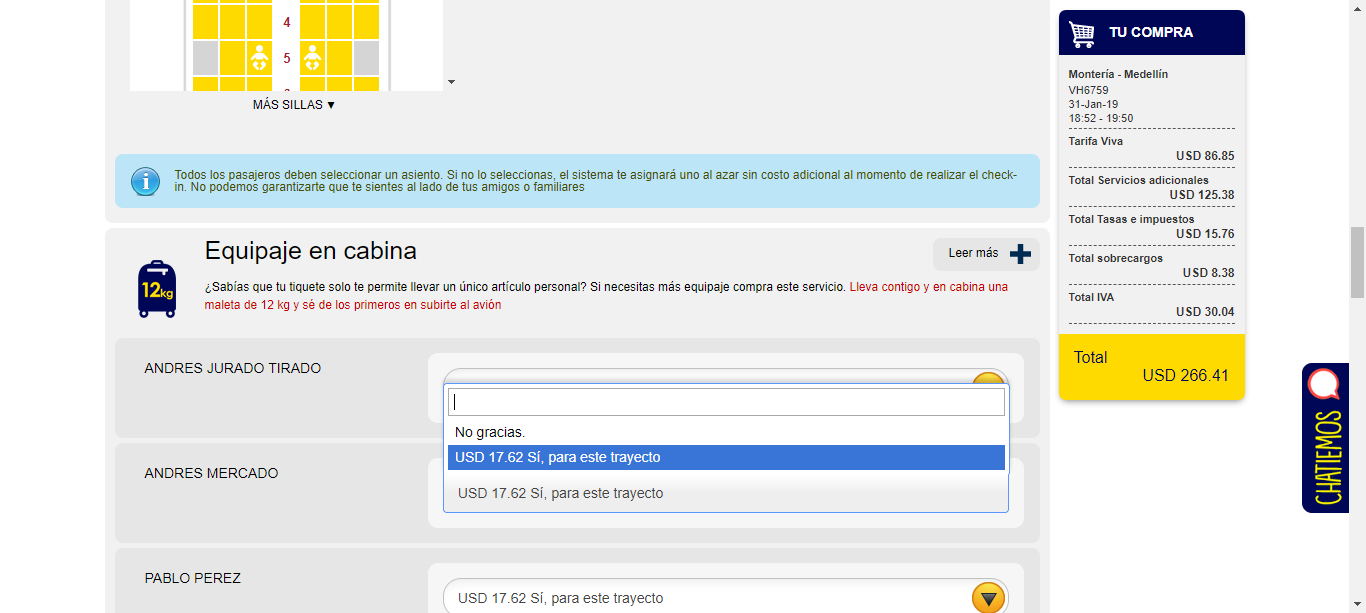 4
5
MÁS SILLAS ▼
Todos los pasajeros deben seleccionar un asiento. Si no lo seleccionas, el sistema te asignará uno al azar sin costo adicional al momento de realizar el check-
in. No podemos garantizarte que te sientes al lado de tus amigos o familiares
Equipaje en cabina
Leer más
12kg
¿Sabías que tu tiquete solo te permite llevar un único artículo personal? Si necesitas más equipaje compra este servicio. Lleva contigo y en cabina una
maleta de 12 kg y sé de los primeros en subirte al avión
ANDRES JURADO TIRADO
No gracias.
USD 17.62 Sí, para este trayecto
ANDRES MERCADO
USD 17.62 Sí, para este trayecto
PABLO PEREZ
USD 17.62 Sí, para este trayecto
TU COMPRA
Montería - Medellín
VH6759
31-Jan-19
18:52 - 19:50
Tarifa Viva
USD 86.85
Total Servicios adicionales
USD 125.38
Total Tasas e impuestos
USD 15.76
Total sobrecargos
USD 8.38
Total IVA
USD 30.04
Total
USD 266.41
CHATIEMOS